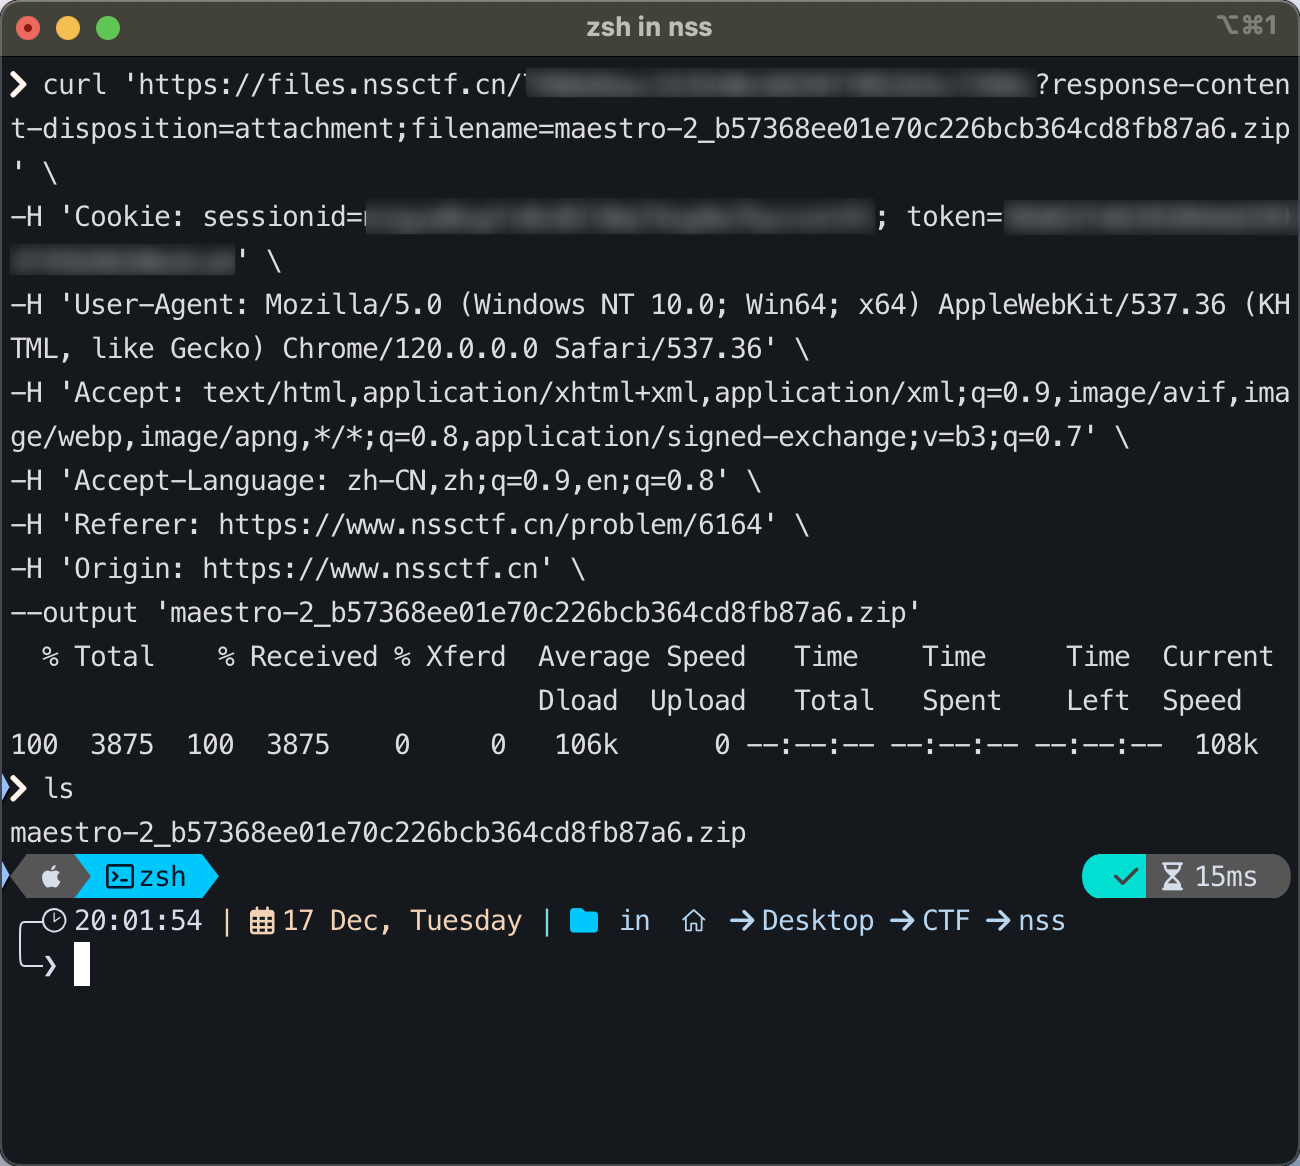 zsh in nss
⌥⌘1
❯ curl 'https://files.nssctf.cn/ ?response-conten
t-disposition=attachment;filename=maestro-2_b57368ee01e70c226bcb364cd8fb87a6.zip
' \
-H 'Cookie: sessionid= ; token=
' \
-H 'User-Agent: Mozilla/5.0 (Windows NT 10.0; Win64; x64) AppleWebKit/537.36 (KH
TML, like Gecko) Chrome/120.0.0.0 Safari/537.36' \
-H 'Accept: text/html,application/xhtml+xml,application/xml;q=0.9,image/avif,ima
ge/webp,image/apng,*/*;q=0.8,application/signed-exchange;v=b3;q=0.7' \
-H 'Accept-Language: zh-CN,zh;q=0.9,en;q=0.8' \
-H 'Referer: https://www.nssctf.cn/problem/6164' \
-H 'Origin: https://www.nssctf.cn' \
--output 'maestro-2_b57368ee01e70c226bcb364cd8fb87a6.zip'
% Total % Received % Xferd Average Speed Time Time Time Current
Dload Upload Total Spent Left Speed
100 3875 100 3875 0 0 106k 0 --:--:-- --:--:-- --:--:-- 108k
❯ ls
maestro-2_b57368ee01e70c226bcb364cd8fb87a6.zip
zsh 15ms
20:01:54 | 17 Dec, Tuesday | in → Desktop → CTF → nss
❯